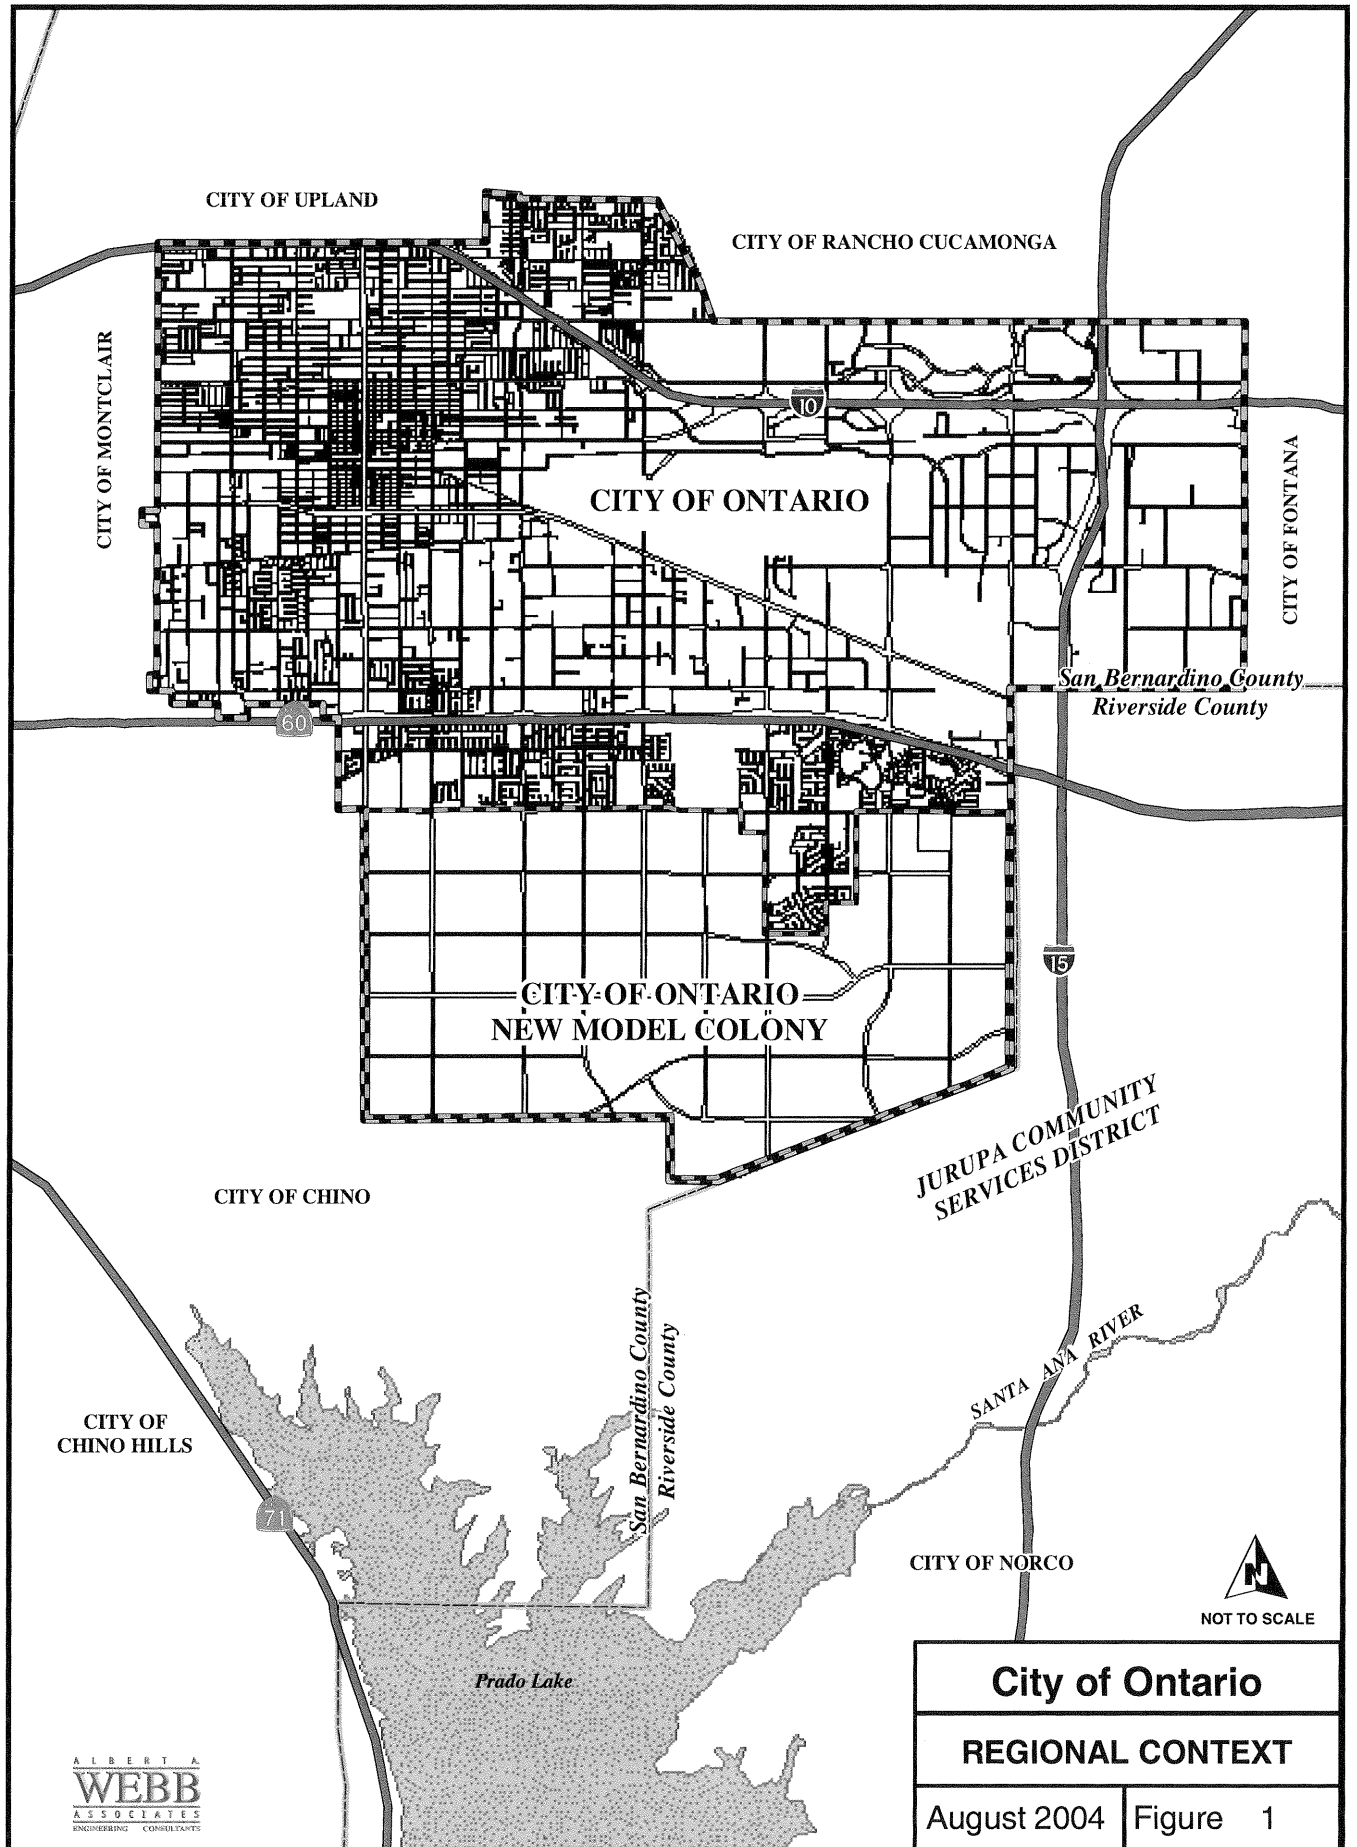 CITY OF UPLAND
CITY OF RANCHO CUCAMONGA
CITY OF MONTCLAIR
10
CITY OF ONTARIO
CITY OF FONTANA
San Bernardino County
Riverside County
60
15
CITY OF ONTARIO
NEW MODEL COLONY
JURUPA COMMUNITY
SERVICES DISTRICT
CITY OF CHINO
San Bernardino County
Riverside County
SANTA ANA RIVER
CITY OF
CHINO HILLS
71
CITY OF NORCO
N
NOT TO SCALE
Prado Lake
City of Ontario
REGIONAL CONTEXT
August 2004
Figure 1
ALBERT A.
WEBB
ASSOCIATES
ENGINEERING CONSULTANTS